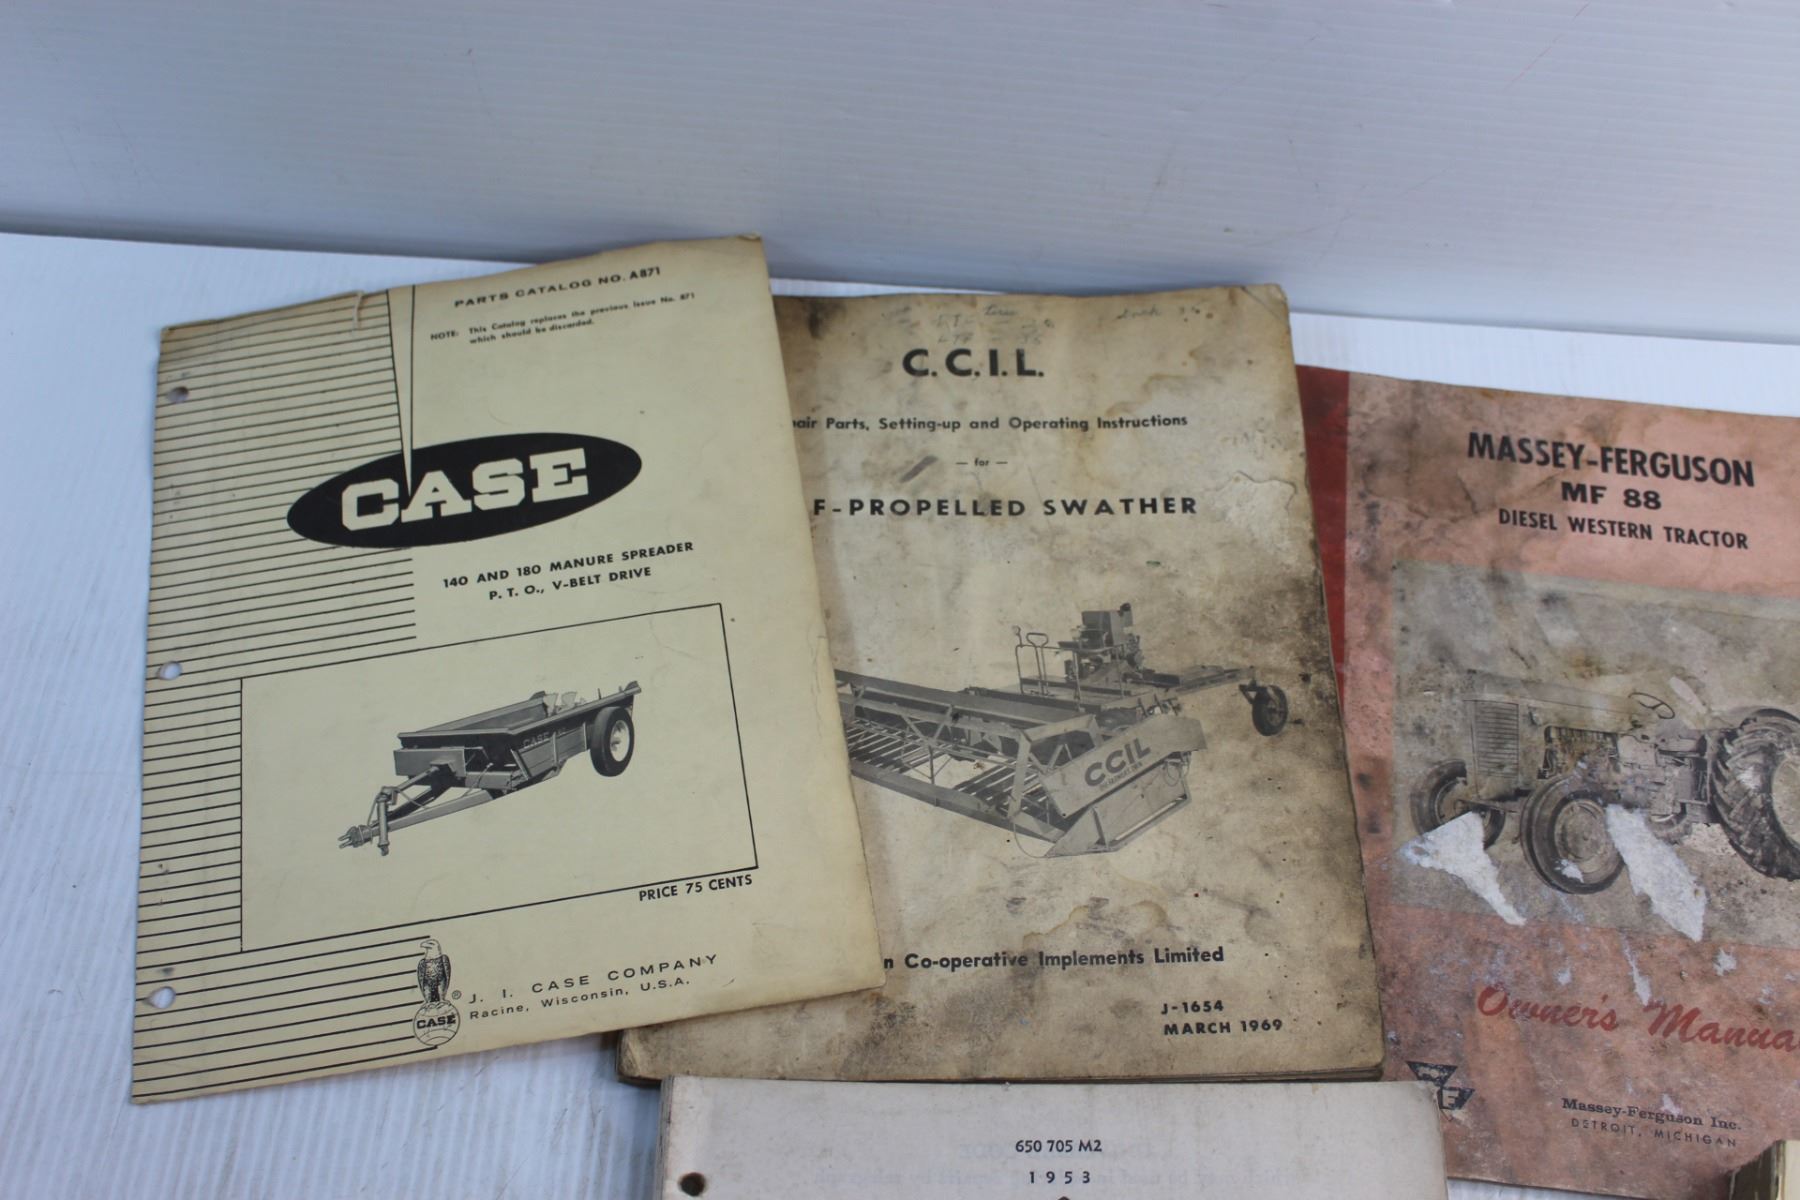 PARTS CATALOG NO. A871
NOTE: This Catalog replaces the previous issue No. 871
which should be discarded.
CASE
140 AND 180 MANURE SPREADER
P. T. O., V-BELT DRIVE
CASE
PRICE 75 CENTS
CASE
®
J. I. CASE COMPANY
Racine, Wisconsin, U.S.A.
C.C.I.L.
air Parts, Setting-up and Operating Instructions
— for —
F-PROPELLED SWATHER
CCIL
n Co-operative Implements Limited
J-1654
MARCH 1969
MASSEY-FERGUSON
MF 88
DIESEL WESTERN TRACTOR
Owner's Manua
Massey-Ferguson Inc.
DETROIT, MICHIGAN
650 705 M2
1953